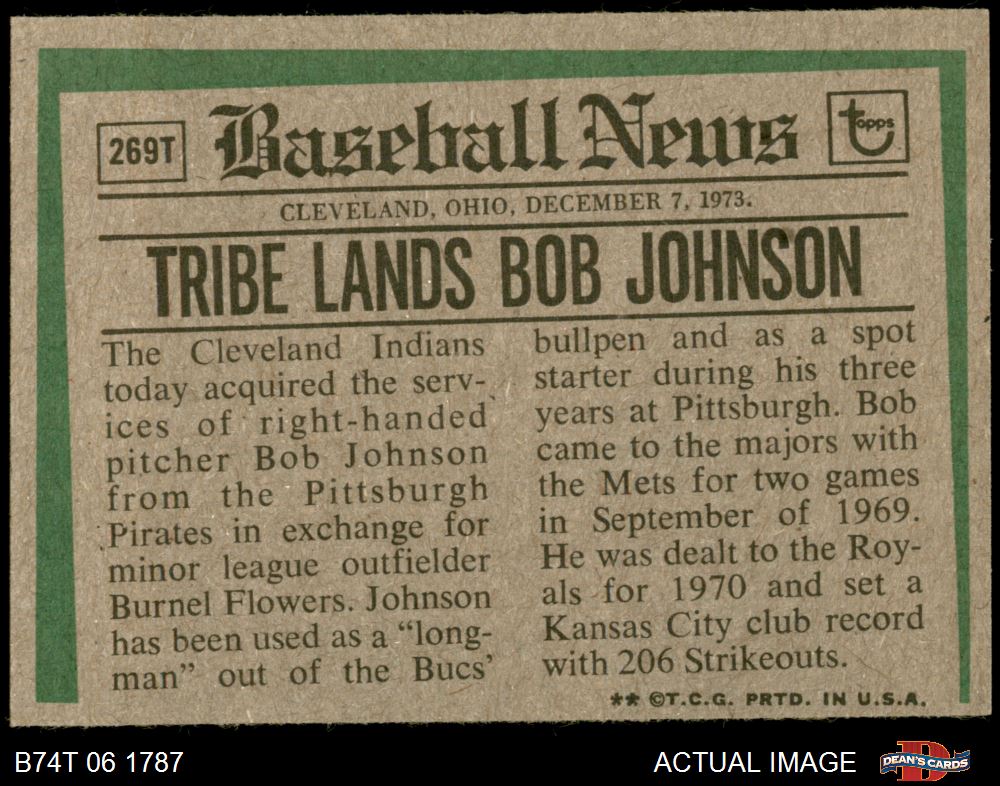 269T
Baseball News
topps
CLEVELAND, OHIO, DECEMBER 7, 1973.
TRIBE LANDS BOB JOHNSON
The Cleveland Indians
today acquired the serv-
ices of right-handed
pitcher Bob Johnson
from the Pittsburgh
Pirates in exchange for
minor league outfielder
Burnel Flowers. Johnson
has been used as a “long-
man” out of the Bucs’
bullpen and as a spot
starter during his three
years at Pittsburgh. Bob
came to the majors with
the Mets for two games
in September of 1969.
He was dealt to the Roy-
als for 1970 and set a
Kansas City club record
with 206 Strikeouts.
** ©T.C.G. PRTD. IN U.S.A.
B74T 06 1787
ACTUAL IMAGE
D
DEAN'S CARDS